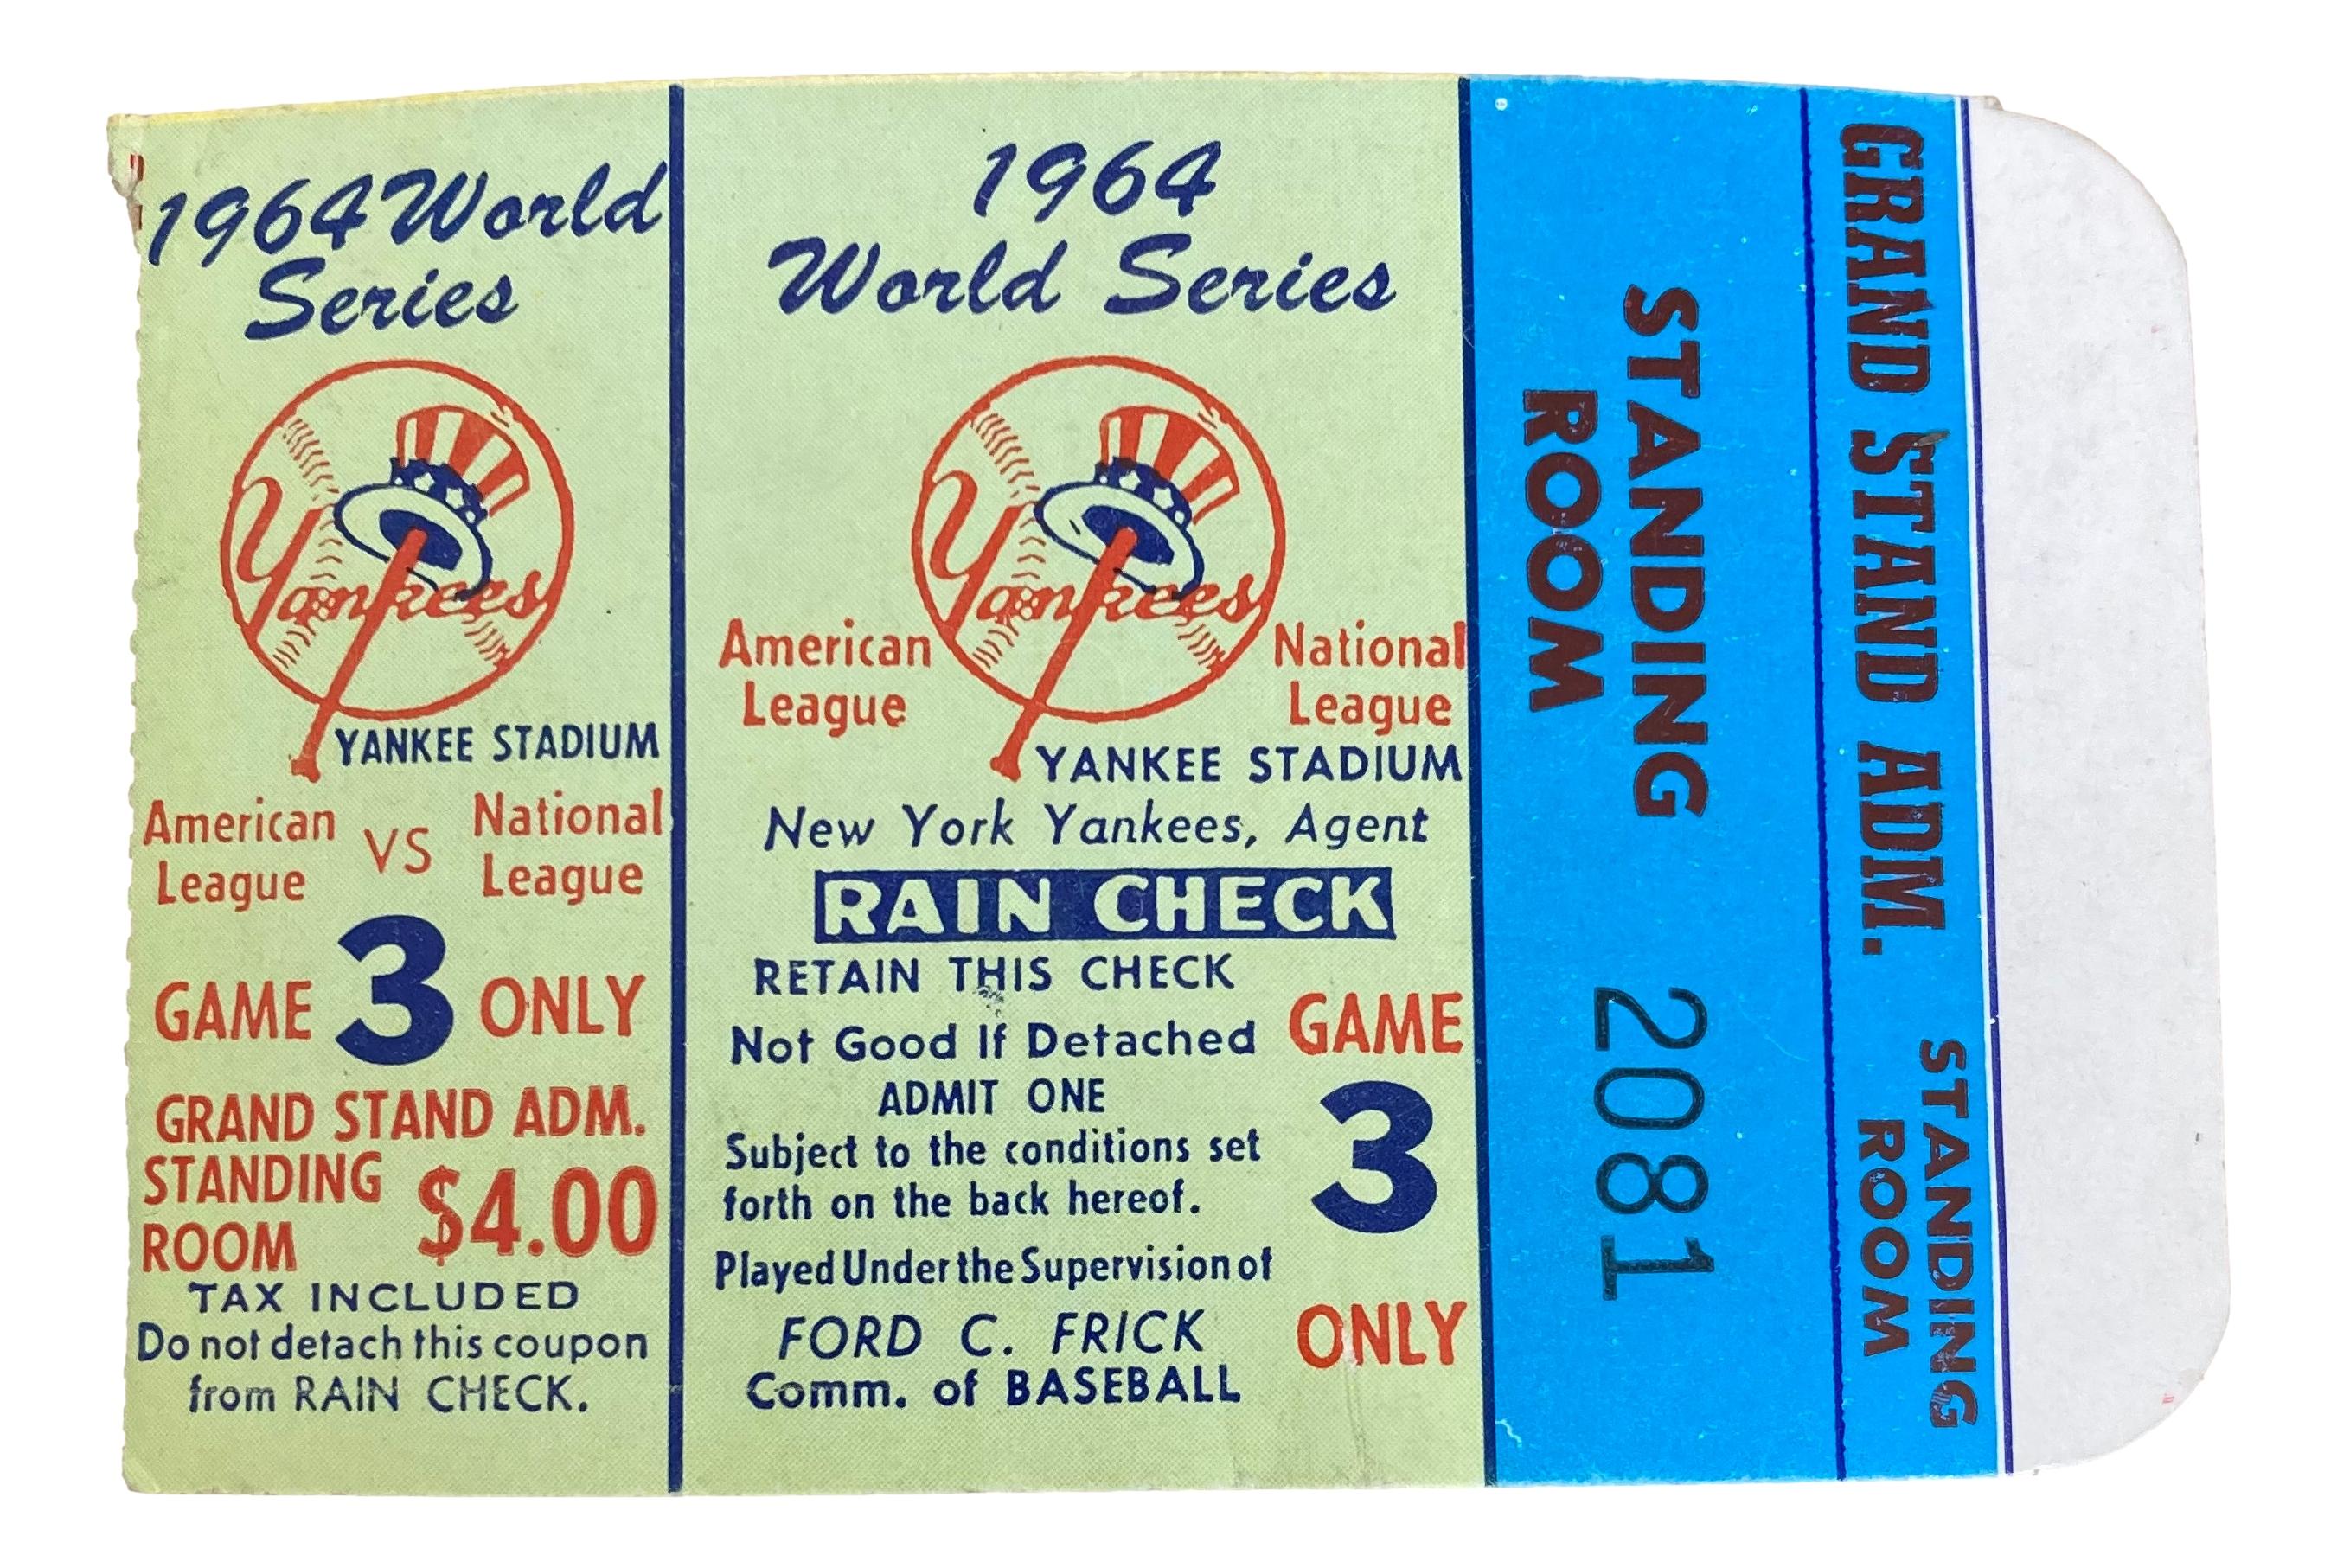 1964 World
Series
Yankees
YANKEE STADIUM
American
League
VS
National
League
GAME 3 ONLY
GRAND STAND ADM.
STANDING
ROOM
$4.00
TAX INCLUDED
Do not detach this coupon
from RAIN CHECK.
1964
World Series
Yankees
American
League
National
League
YANKEE STADIUM
New York Yankees, Agent
RAIN CHECK
RETAIN THIS CHECK
Not Good If Detached
ADMIT ONE
Subject to the conditions set
forth on the back hereof.
Played Under the Supervision of
FORD C. FRICK
Comm. of BASEBALL
GAME
3
ONLY
STANDING
ROOM
2081
GRAND STAND ADM.
STANDING
ROOM